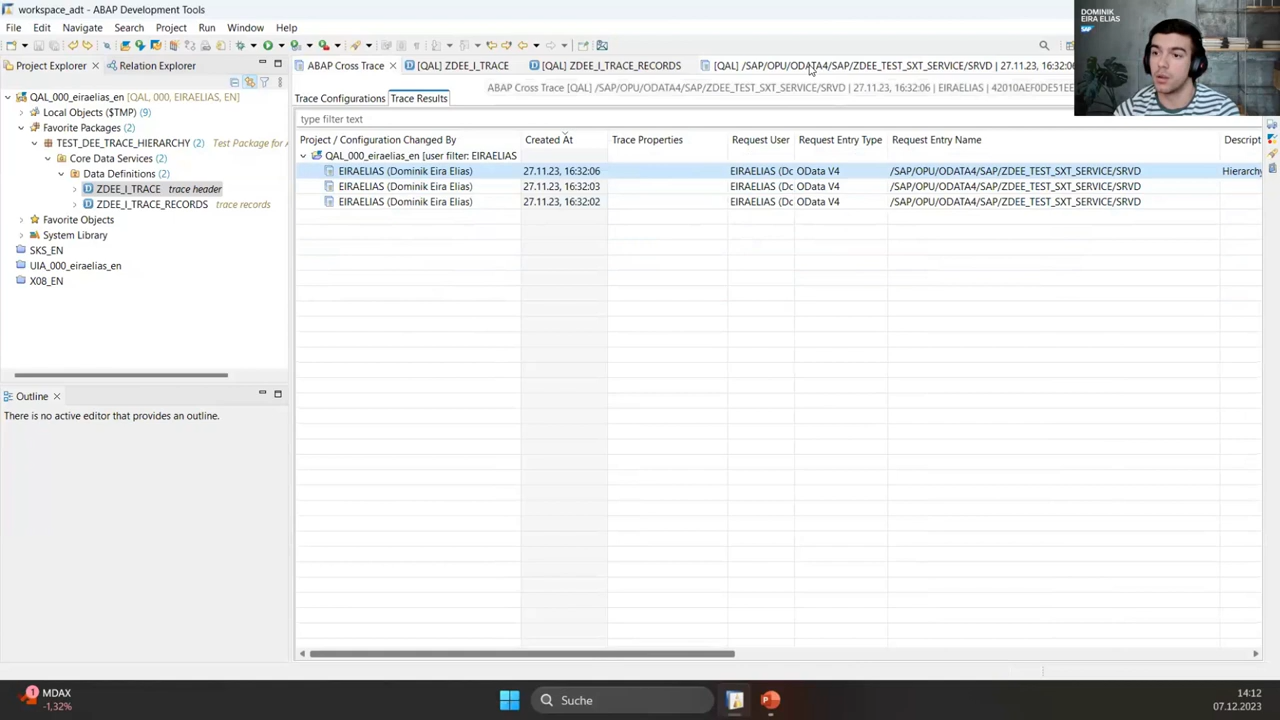 workspace_adt - ABAP Development Tools
File Edit Navigate Search Project Run Window Help
DOMINIK
EIRA ELIAS
SAP
Project Explorer Relation Explorer
ABAP Cross Trace [QAL] ZDEE_I_TRACE [QAL] ZDEE_I_TRACE_RECORDS [QAL] /SAP/OPU/ODATA4/SAP/ZDEE_TEST_SXT_SERVICE/SRVD | 27.11.23, 16:32:06
ABAP Cross Trace [QAL] /SAP/OPU/ODATA4/SAP/ZDEE_TEST_SXT_SERVICE/SRVD | 27.11.23, 16:32:06 | EIRAELIAS | 42010AEF0DE51EE
Trace Configurations Trace Results
type filter text
Project / Configuration Changed By Created At Trace Properties Request User Request Entry Type Request Entry Name Descript
QAL_000_eiraelias_en [user filter: EIRAELIAS
EIRAELIAS (Dominik Eira Elias) 27.11.23, 16:32:06 EIRAELIAS (Dc OData V4 /SAP/OPU/ODATA4/SAP/ZDEE_TEST_SXT_SERVICE/SRVD Hierarchy
EIRAELIAS (Dominik Eira Elias) 27.11.23, 16:32:03 EIRAELIAS (Dc OData V4 /SAP/OPU/ODATA4/SAP/ZDEE_TEST_SXT_SERVICE/SRVD
EIRAELIAS (Dominik Eira Elias) 27.11.23, 16:32:02 EIRAELIAS (Dc OData V4 /SAP/OPU/ODATA4/SAP/ZDEE_TEST_SXT_SERVICE/SRVD
QAL_000_eiraelias_en [QAL, 000, EIRAELIAS, EN]
Local Objects ($TMP) (9)
Favorite Packages (2)
TEST_DEE_TRACE_HIERARCHY (2) Test Package for A
Core Data Services (2)
Data Definitions (2)
ZDEE_I_TRACE trace header
ZDEE_I_TRACE_RECORDS trace records
Favorite Objects
System Library
SKS_EN
UIA_000_eiraelias_en
X08_EN
Outline
There is no active editor that provides an outline.
1
MDAX
-1,32%
Suche
14:12
07.12.2023